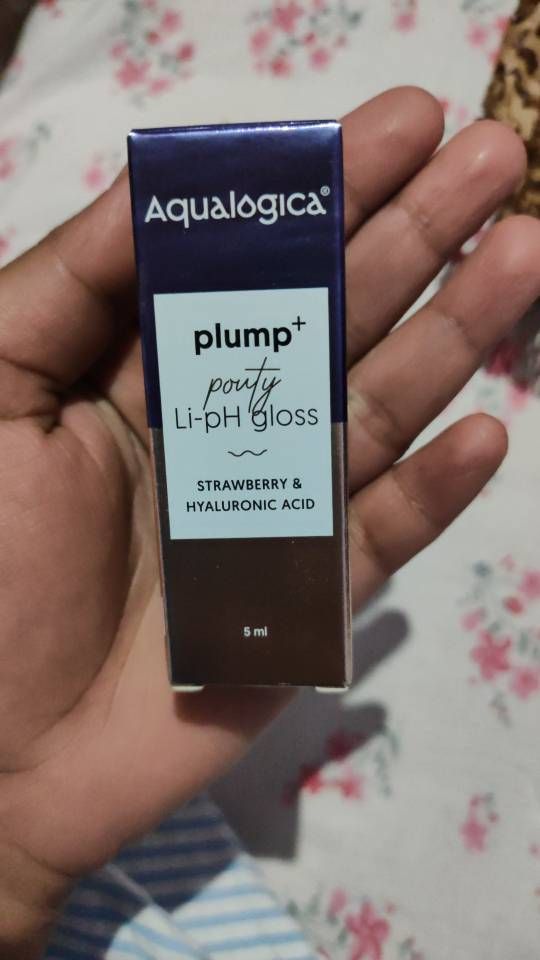 Aqualogica®
plump+
pouty
Li-pH gloss
STRAWBERRY &
HYALURONIC ACID
5 ml